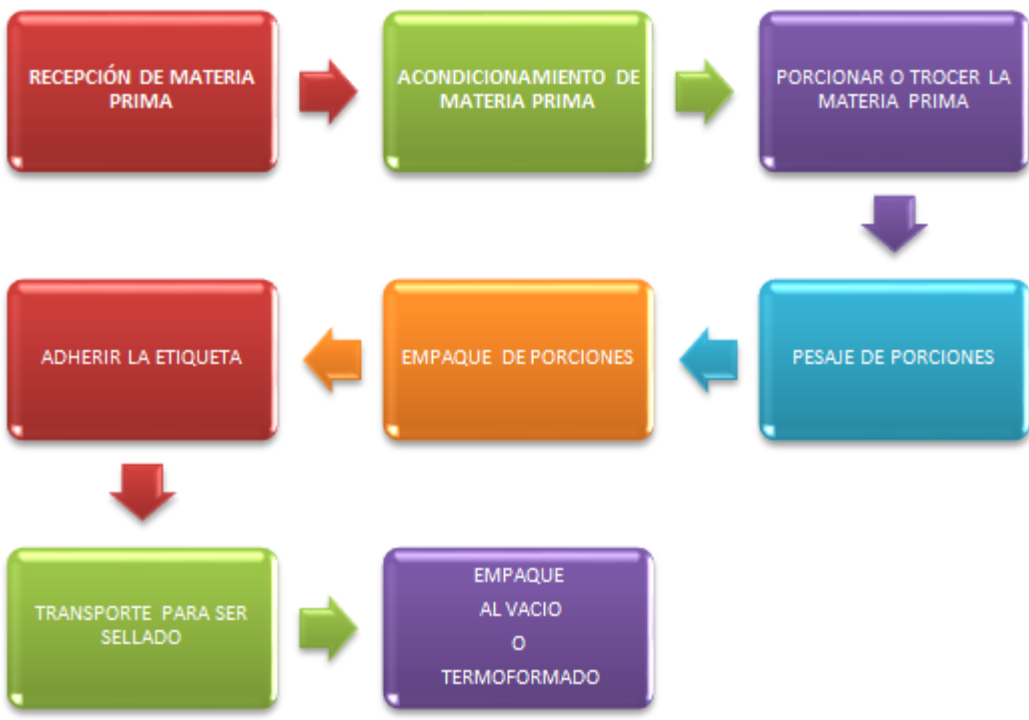 RECEPCIÓN DE MATERIA
PRIMA
ACONDICIONAMIENTO DE
MATERIA PRIMA
PORCIONAR O TROCER LA
MATERIA PRIMA
PESAJE DE PORCIONES
EMPAQUE DE PORCIONES
ADHERIR LA ETIQUETA
TRANSPORTE PARA SER
SELLADO
EMPAQUE
AL VACIO
O
TERMOFORMADO